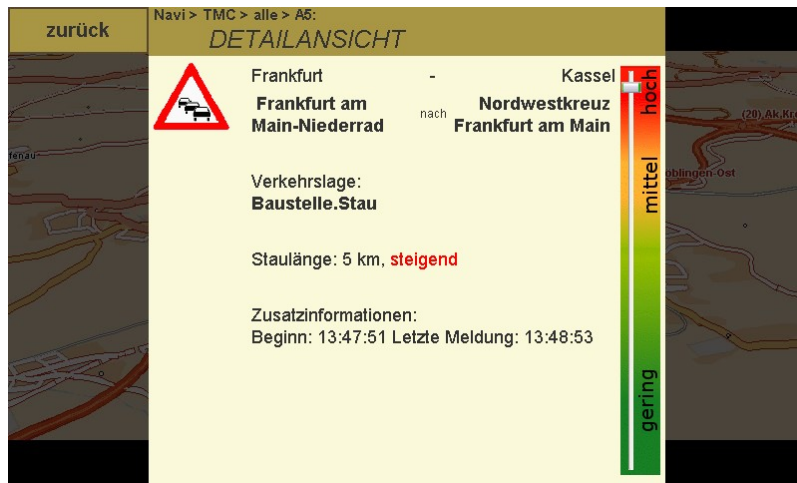 zurück
Navi > TMC > alle > A5:
DETAILANSICHT
Frankfurt - Kassel
Frankfurt am Main-Niederrad nach Nordwestkreuz Frankfurt am Main
Verkehrslage:
Baustelle.Stau
Staulänge: 5 km, steigend
Zusatzinformationen:
Beginn: 13:47:51 Letzte Meldung: 13:48:53
hoch
mittel
gering
fenau
(20),Ak.Kre
oblingen-Ost